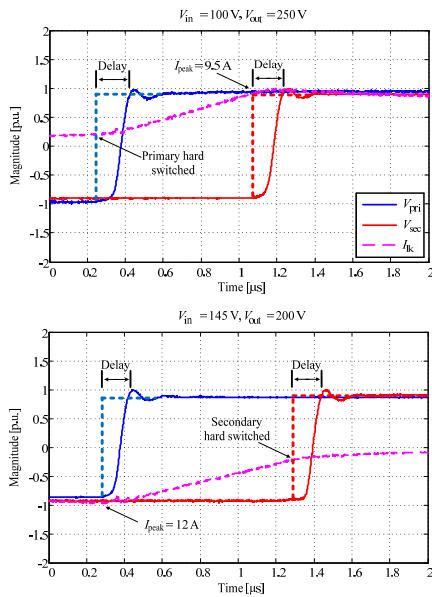 V_in = 100 V, V_out = 250 V
Delay
I_peak = 9.5 A
Delay
Primary hard switched
V_pri
V_sec
I_lk
Magnitude [p.u.]
2
1.5
1
0.5
0
-0.5
-1
-1.5
-2
0 0.2 0.4 0.6 0.8 1 1.2 1.4 1.6 1.8 2
Time [µs]
V_in = 145 V, V_out = 200 V
Delay
Delay
Secondary hard switched
I_peak = 12 A
Magnitude [p.u.]
2
1.5
1
0.5
0
-0.5
-1
-1.5
-2
0 0.2 0.4 0.6 0.8 1 1.2 1.4 1.6 1.8 2
Time [µs]